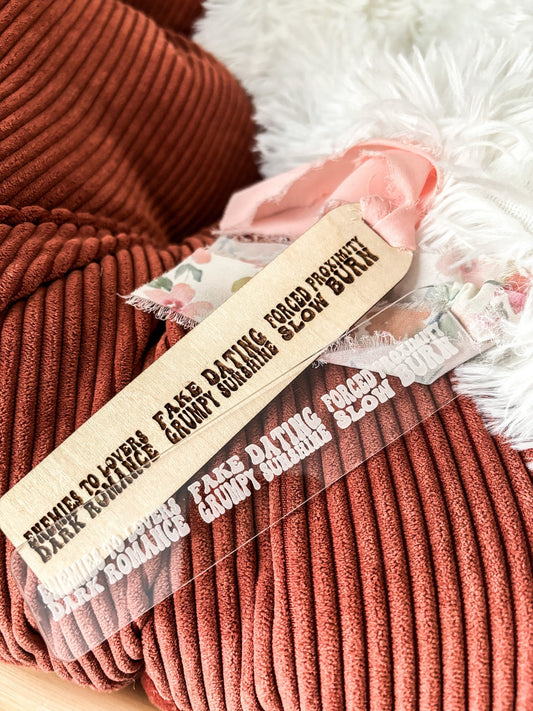 ENEMIES TO LOVERS
DARK ROMANCE
FAKE DATING
GRUMPY SUNSHINE
FORCED PROXIMITY
SLOW BURN
ENEMIES TO LOVERS
DARK ROMANCE
FAKE DATING
GRUMPY SUNSHINE
FORCED PROXIMITY
SLOW BURN